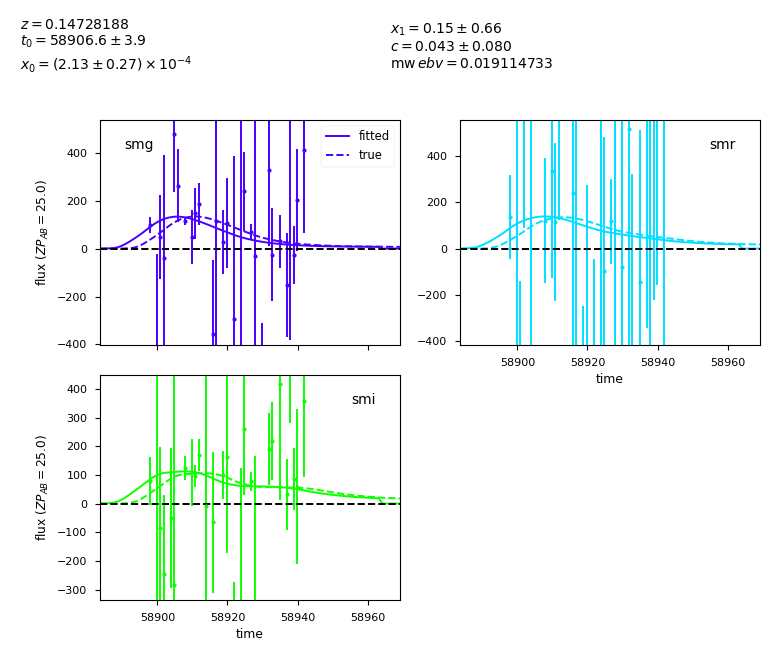 z = 0.14728188
t₀ = 58906.6 ± 3.9
x₀ = (2.13 ± 0.27) × 10⁻⁴
x₁ = 0.15 ± 0.66
c = 0.043 ± 0.080
mw ebv = 0.019114733
smg
fitted
true
400
200
0
−200
−400
flux (ZP_AB = 25.0)
smr
400
200
0
−200
−400
58900 58920 58940 58960
time
smi
400
300
200
100
0
−100
−200
−300
flux (ZP_AB = 25.0)
58900 58920 58940 58960
time